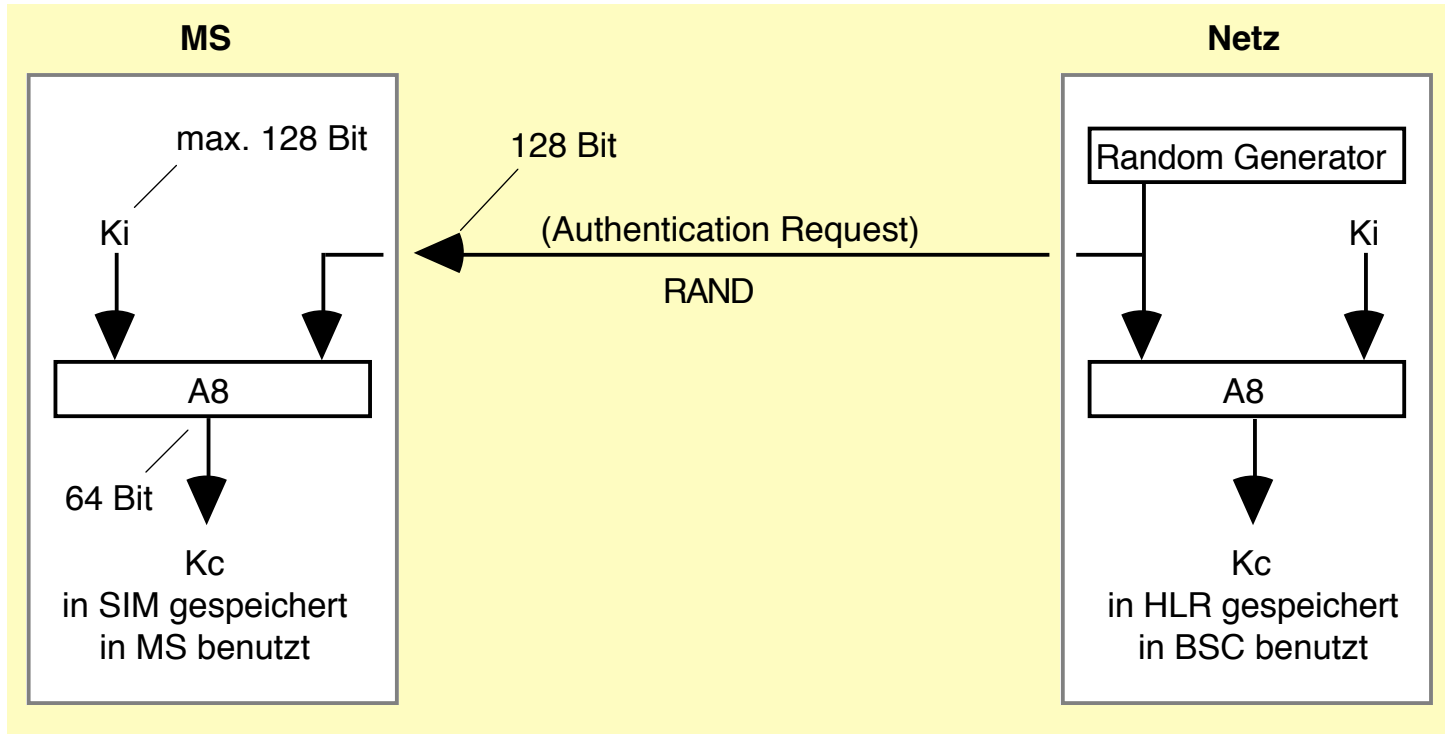 MS
Netz
max. 128 Bit
128 Bit
Random Generator
Ki
(Authentication Request)
Ki
RAND
A8
A8
64 Bit
Kc
in SIM gespeichert
in MS benutzt
Kc
in HLR gespeichert
in BSC benutzt